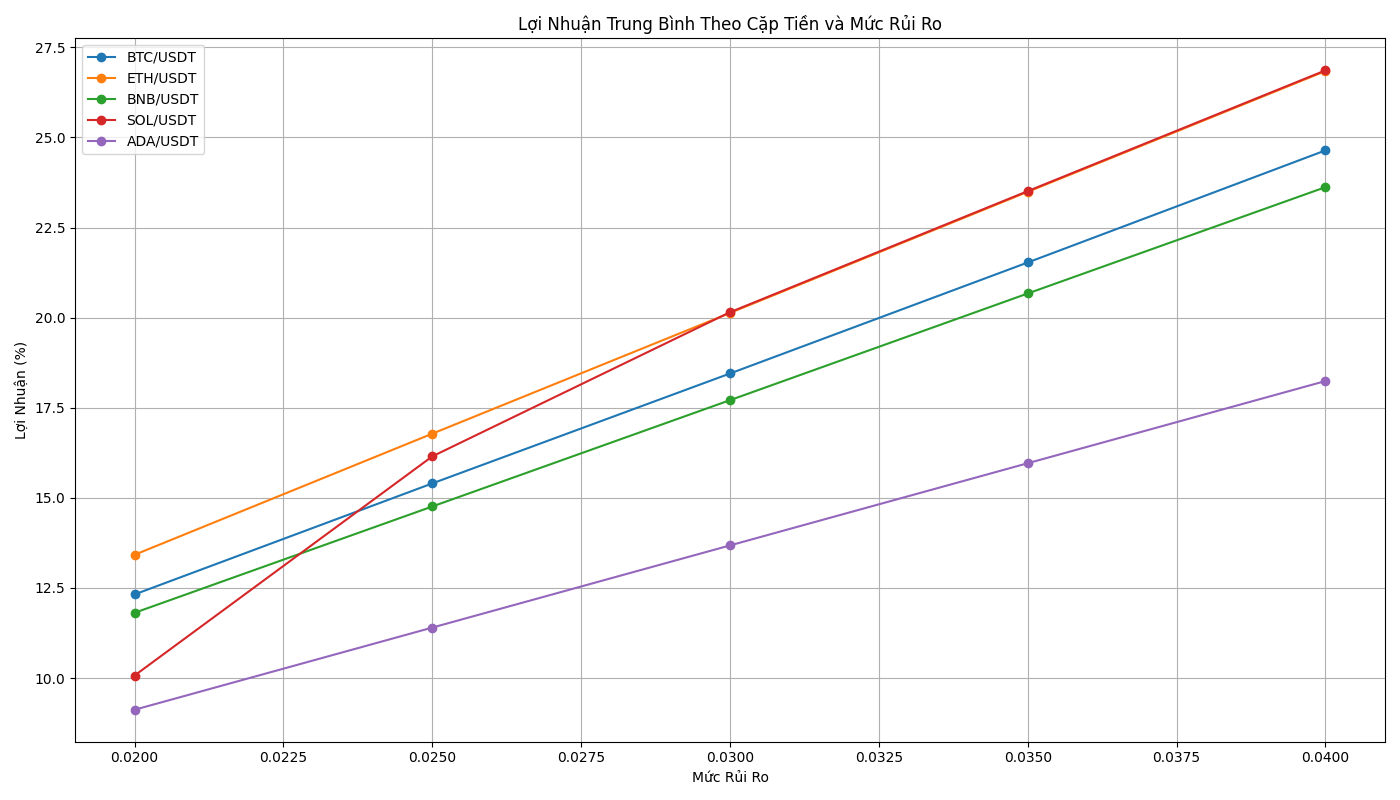 Lợi Nhuận Trung Bình Theo Cặp Tiền và Mức Rủi Ro
BTC/USDT
ETH/USDT
BNB/USDT
SOL/USDT
ADA/USDT
Lợi Nhuận (%)
27.5
25.0
22.5
20.0
17.5
15.0
12.5
10.0
0.0200 0.0225 0.0250 0.0275 0.0300 0.0325 0.0350 0.0375 0.0400
Mức Rủi Ro